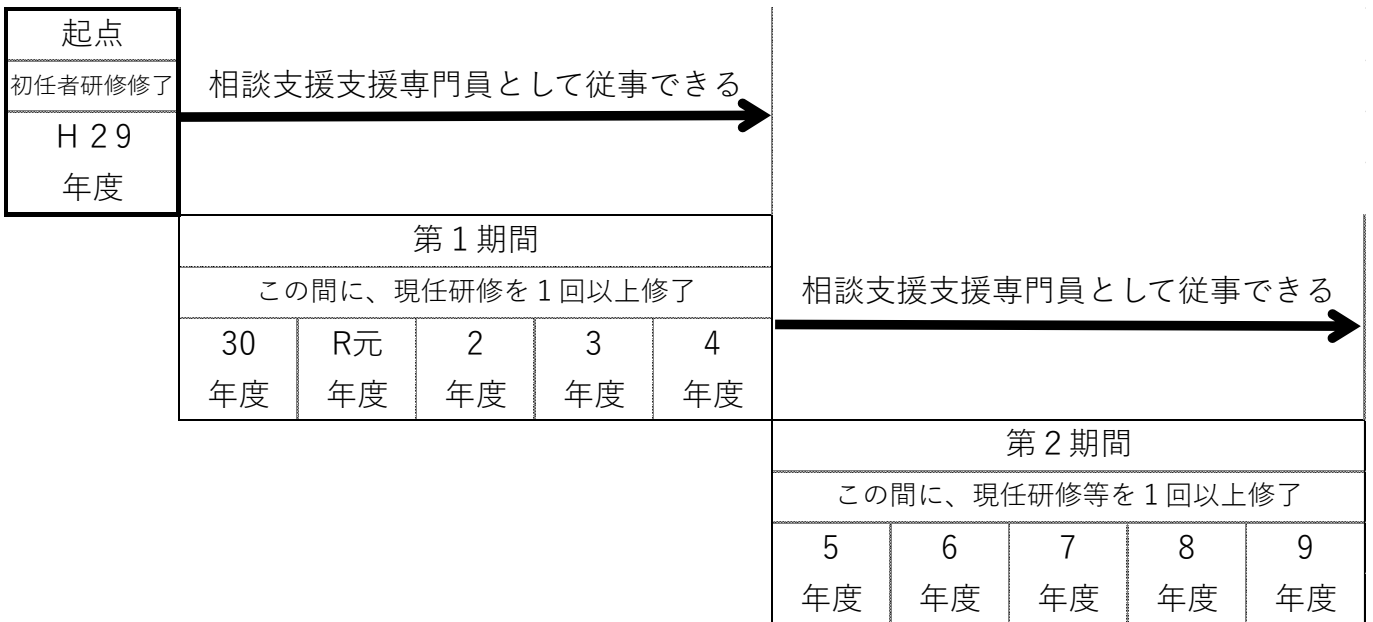 起点
初任者研修修了
H 29
年度
相談支援支援専門員として従事できる
第1期間
この間に、現任研修を1回以上修了
30 R元 2 3 4
年度 年度 年度 年度 年度
相談支援支援専門員として従事できる
第2期間
この間に、現任研修等を1回以上修了
5 6 7 8 9
年度 年度 年度 年度 年度